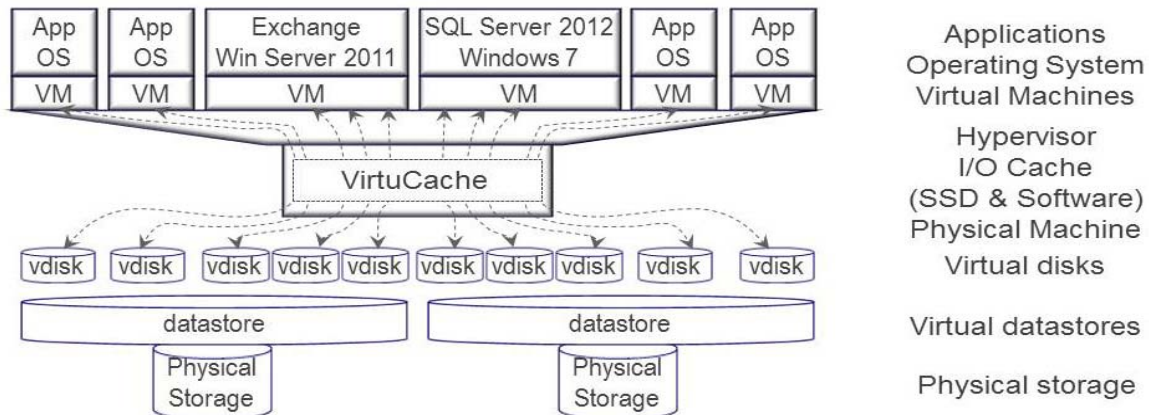 App App Exchange SQL Server 2012 App App
OS OS Win Server 2011 Windows 7 OS OS
VM VM VM VM VM VM
VirtuCache
vdisk vdisk vdisk vdisk vdisk vdisk vdisk vdisk vdisk vdisk
datastore datastore
Physical Physical
Storage Storage
Applications
Operating System
Virtual Machines
Hypervisor
I/O Cache
(SSD & Software)
Physical Machine
Virtual disks
Virtual datastores
Physical storage